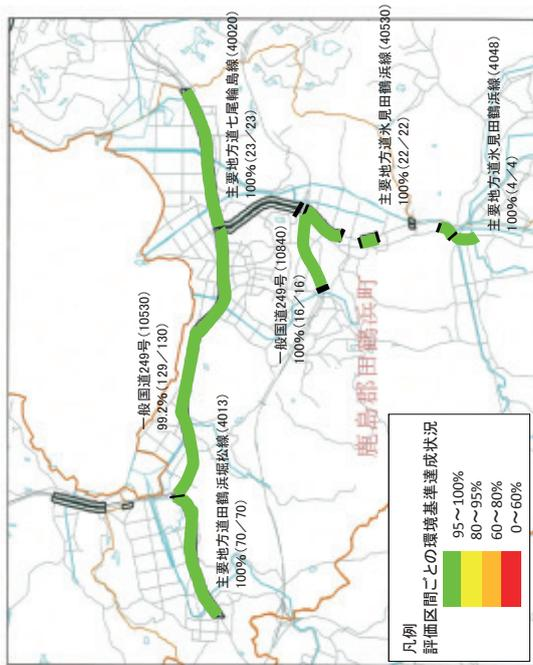 主要地方道七尾輪島線(40020)
100%(23/23)
主要地方道氷見田鶴浜線(40530)
100%(22/22)
主要地方道氷見田鶴浜線(4048)
100%(4/4)
一般国道249号(10840)
100%(16/16)
一般国道249号(10530)
99.2%(129/130)
主要地方道田鶴浜堀松線(4013)
100%(70/70)
鹿島郡田鶴浜町
凡例
評価区間ごとの環境基準達成状況
95～100%
80～95%
60～80%
0～60%